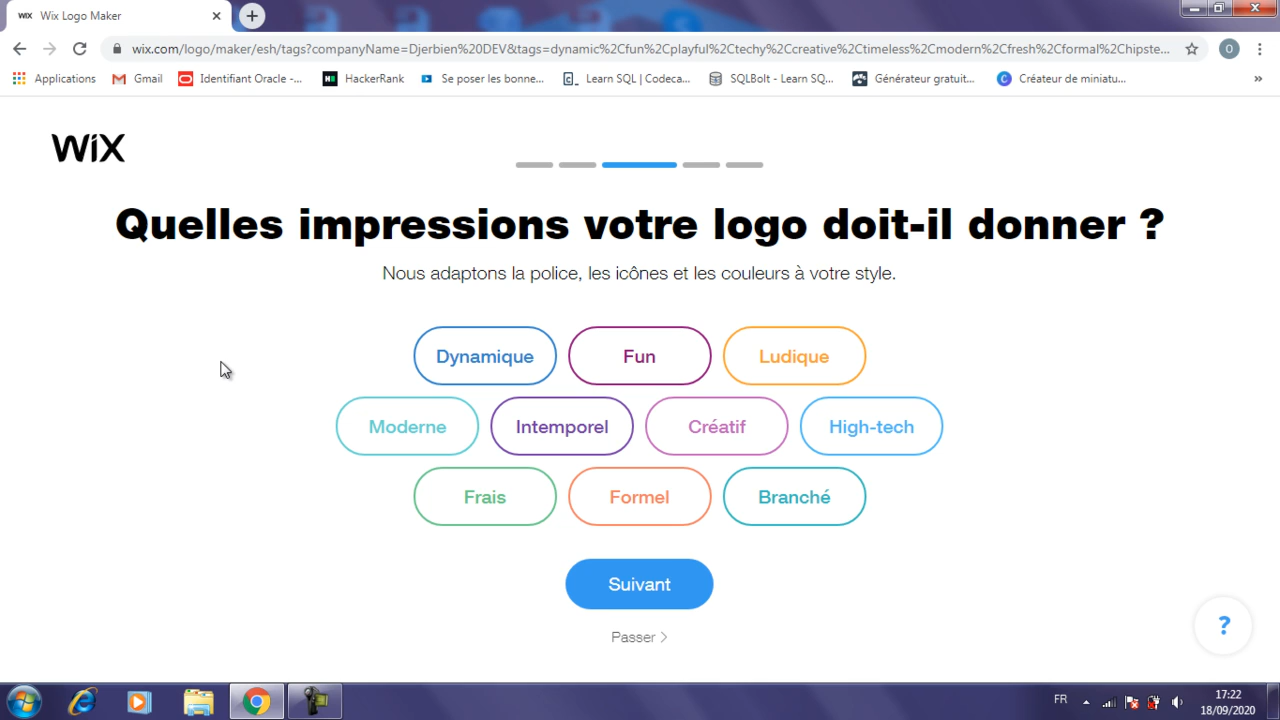 WiX Wix Logo Maker
wix.com/logo/maker/esh/tags?companyName=Djerbien%20DEV&tags=dynamic%2Cfun%2Cplayful%2Ctechy%2Ccreative%2Ctimeless%2Cmodern%2Cfresh%2Cformal%2Chipste...
O
Applications Gmail Identifiant Oracle -... HackerRank Se poser les bonne... Learn SQL | Codeca... SQLBolt - Learn SQ... Générateur gratuit... Créateur de miniatu... »
WiX
Quelles impressions votre logo doit-il donner ?
Nous adaptons la police, les icônes et les couleurs à votre style.
Dynamique Fun Ludique
Moderne Intemporel Créatif High-tech
Frais Formel Branché
Suivant
Passer >
?
FR 17:22
18/09/2020